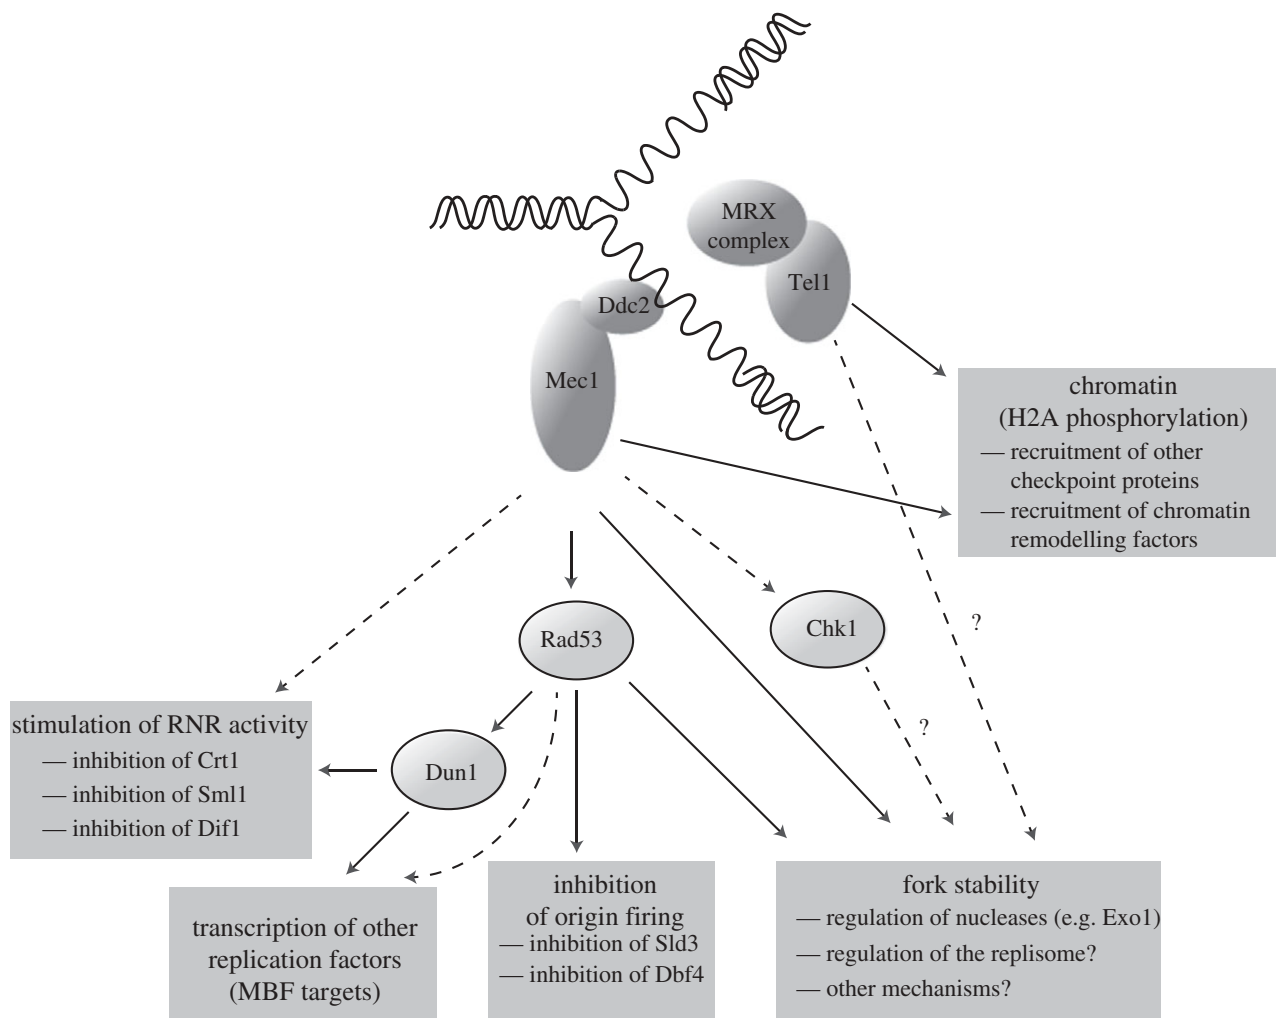 MRX
complex
Tel1
Ddc2
Mec1
chromatin
(H2A phosphorylation)
— recruitment of other
checkpoint proteins
— recruitment of chromatin
remodelling factors
?
Chk1
Rad53
?
stimulation of RNR activity
— inhibition of Crt1
— inhibition of Sml1
— inhibition of Dif1
Dun1
transcription of other
replication factors
(MBF targets)
inhibition
of origin firing
— inhibition of Sld3
— inhibition of Dbf4
fork stability
— regulation of nucleases (e.g. Exo1)
— regulation of the replisome?
— other mechanisms?